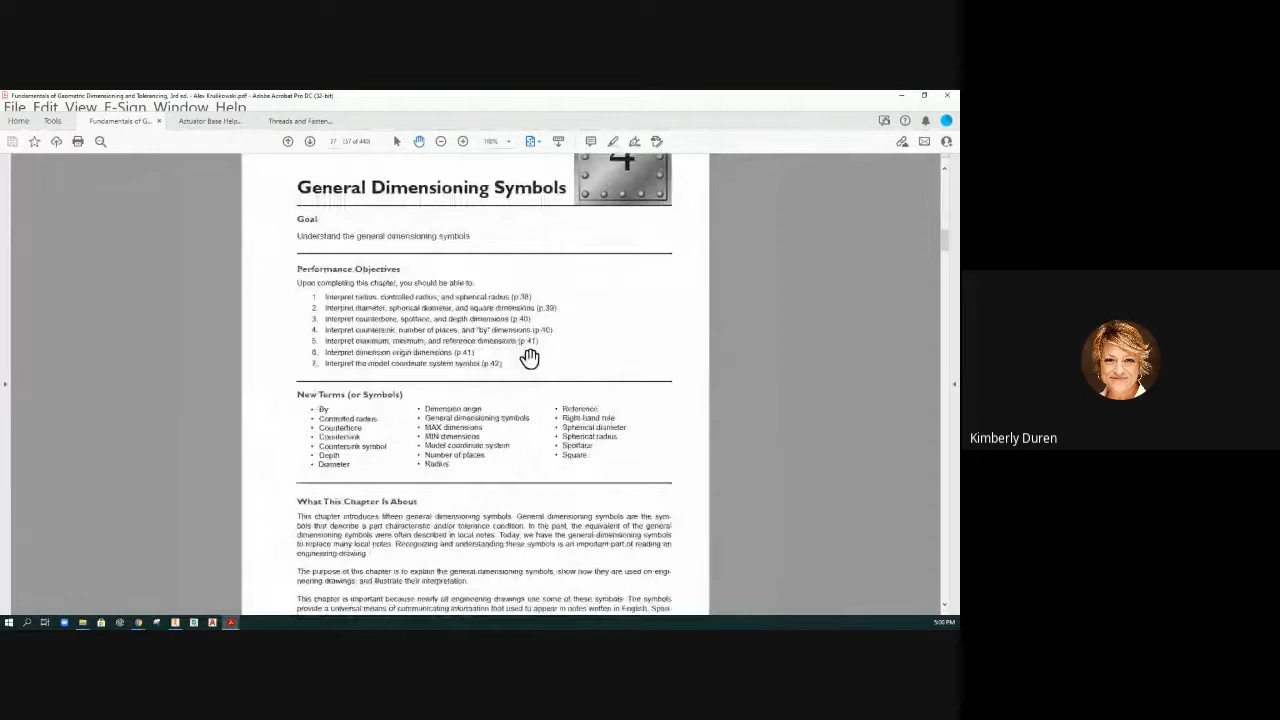 Fundamentals of Geometric Dimensioning and Tolerancing, 3rd ed. - Alex Krulikowski.pdf - Adobe Acrobat Pro DC (32-bit)
File Edit View E-Sign Window Help
Home Tools Fundamentals of G... × Actuator Base Help... Threads and Fasten...
37 (57 of 440) 180%
4
General Dimensioning Symbols
Goal
Understand the general dimensioning symbols
Performance Objectives
Upon completing this chapter, you should be able to:
1. Interpret radius, controlled radius, and spherical radius (p.38)
2. Interpret diameter, spherical diameter, and square dimensions (p.39)
3. Interpret counterbore, spotface, and depth dimensions (p.40)
4. Interpret countersink, number of places, and "by" dimensions (p.40)
5. Interpret maximum, minimum, and reference dimensions (p.41)
6. Interpret dimension origin dimensions (p.41)
7. Interpret the model coordinate system symbol (p.42)
New Terms (or Symbols)
• By • Dimension origin • Reference
• Controlled radius • General dimensioning symbols • Right-hand rule
• Counterbore • MAX dimensions • Spherical diameter
• Countersink • MIN dimensions • Spherical radius
• Countersink symbol • Model coordinate system • Spotface
• Depth • Number of places • Square
• Diameter • Radius
What This Chapter Is About
This chapter introduces fifteen general dimensioning symbols. General dimensioning symbols are the sym-
bols that describe a part characteristic and/or tolerance condition. In the past, the equivalent of the general
dimensioning symbols were often described in local notes. Today, we have the general dimensioning symbols
to replace many local notes. Recognizing and understanding these symbols is an important part of reading an
engineering drawing.
The purpose of this chapter is to explain the general dimensioning symbols, show how they are used on engi-
neering drawings, and illustrate their interpretation.
This chapter is important because nearly all engineering drawings use some of these symbols. The symbols
provide a universal means of communicating information that used to appear in notes written in English, Span-
5:00 PM
Kimberly Duren